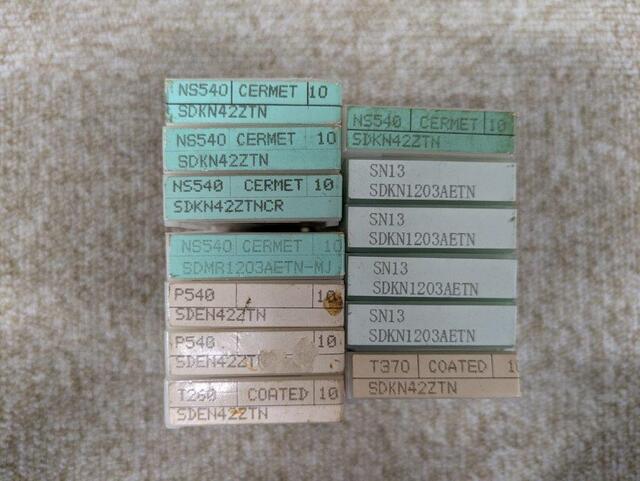 NS540 CERMET 10
SDKN42ZTN
NS540 CERMET 10
SDKN42ZTN
NS540 CERMET 10
SDKN42ZTNCR
NS540 CERMET 10
SDMR1203AETN-MJ
P540 10
SDEN42ZTN
P540 10
SDEN42ZTN
T260 COATED 10
SDEN42ZTN
NS540 CERMET 10
SDKN42ZTN
SN13
SDKN1203AETN
SN13
SDKN1203AETN
SN13
SDKN1203AETN
SN13
SDKN1203AETN
T370 COATED 10
SDKN42ZTN